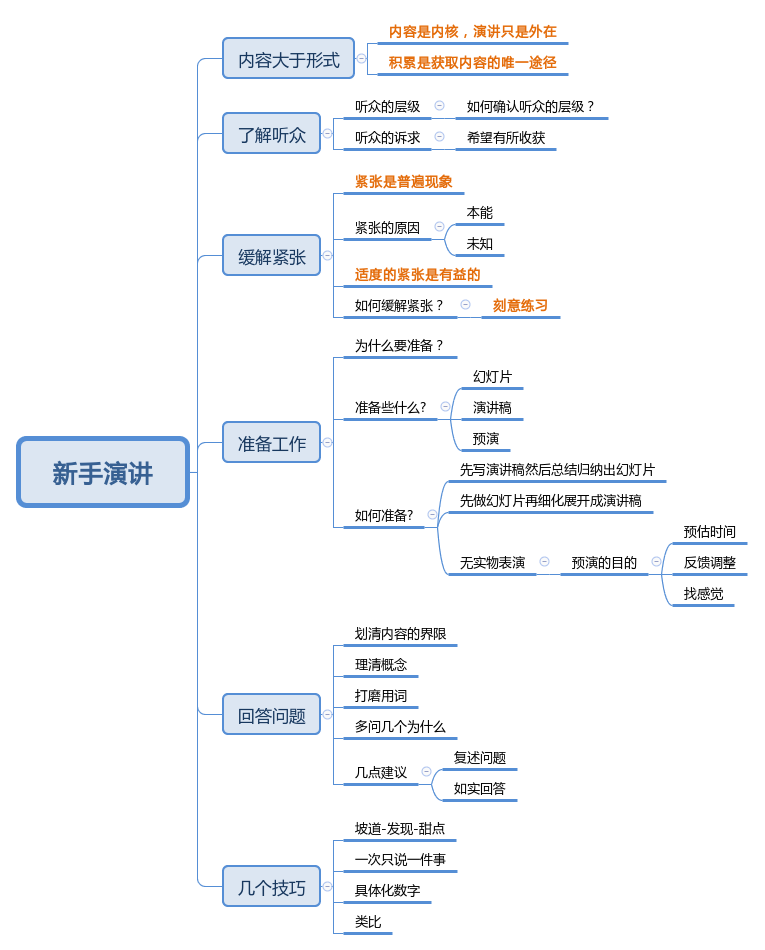 新手演讲
内容大于形式
内容是内核，演讲只是外在
积累是获取内容的唯一途径
了解听众
听众的层级
如何确认听众的层级？
听众的诉求
希望有所收获
缓解紧张
紧张是普遍现象
紧张的原因
本能
未知
适度的紧张是有益的
如何缓解紧张？
刻意练习
准备工作
为什么要准备？
准备些什么?
幻灯片
演讲稿
预演
如何准备?
先写演讲稿然后总结归纳出幻灯片
先做幻灯片再细化展开成演讲稿
无实物表演
预演的目的
预估时间
反馈调整
找感觉
回答问题
划清内容的界限
理清概念
打磨用词
多问几个为什么
几点建议
复述问题
如实回答
几个技巧
坡道-发现-甜点
一次只说一件事
具体化数字
类比